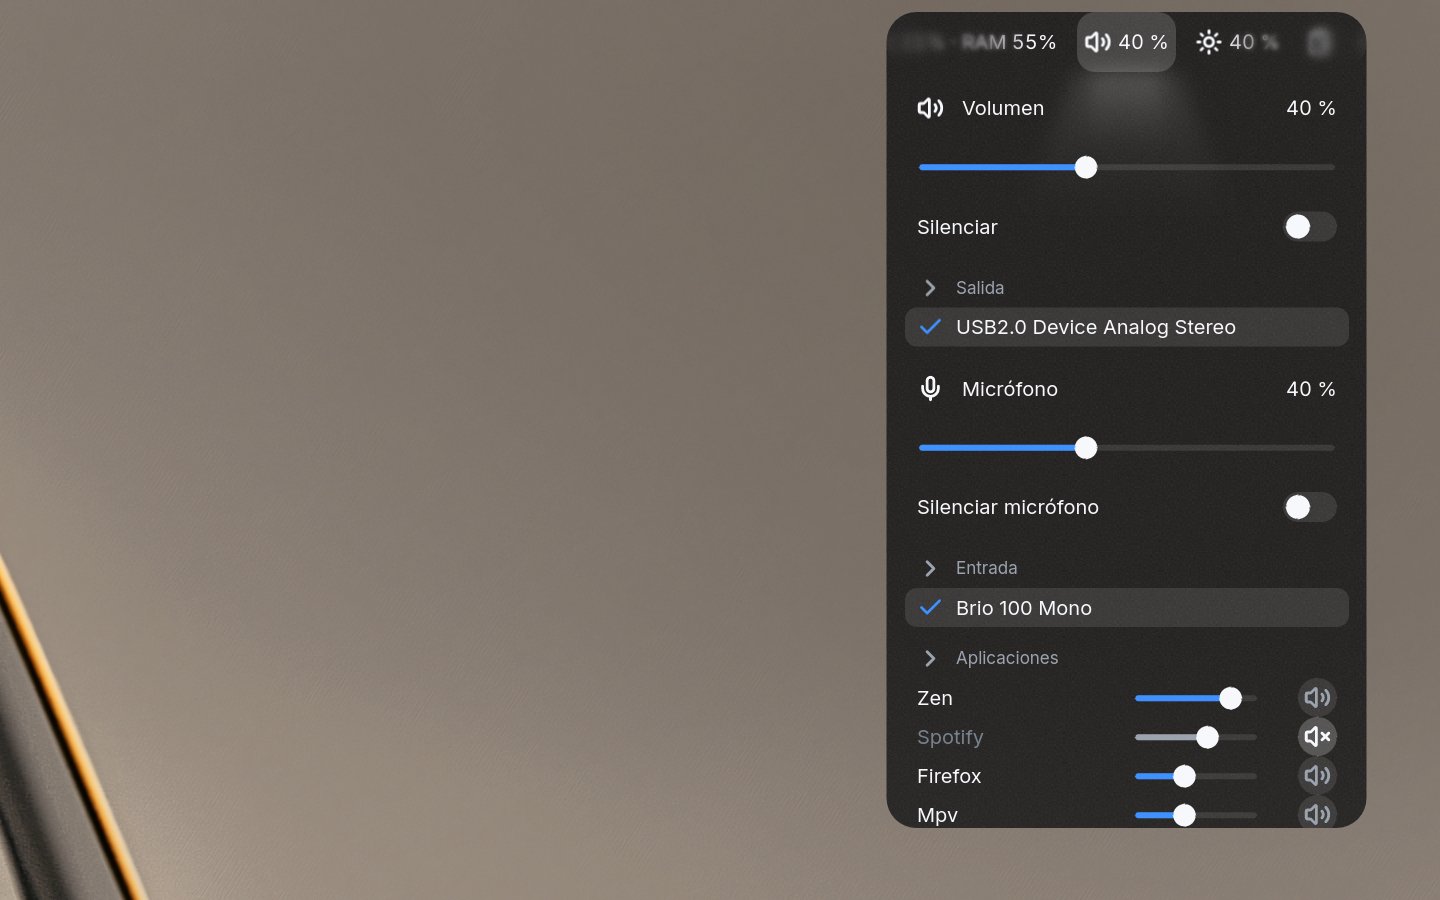 RAM 55% 40 % 40 %
Volumen 40 %
Silenciar
Salida
USB2.0 Device Analog Stereo
Micrófono 40 %
Silenciar micrófono
Entrada
Brio 100 Mono
Aplicaciones
Zen
Spotify
Firefox
Mpv